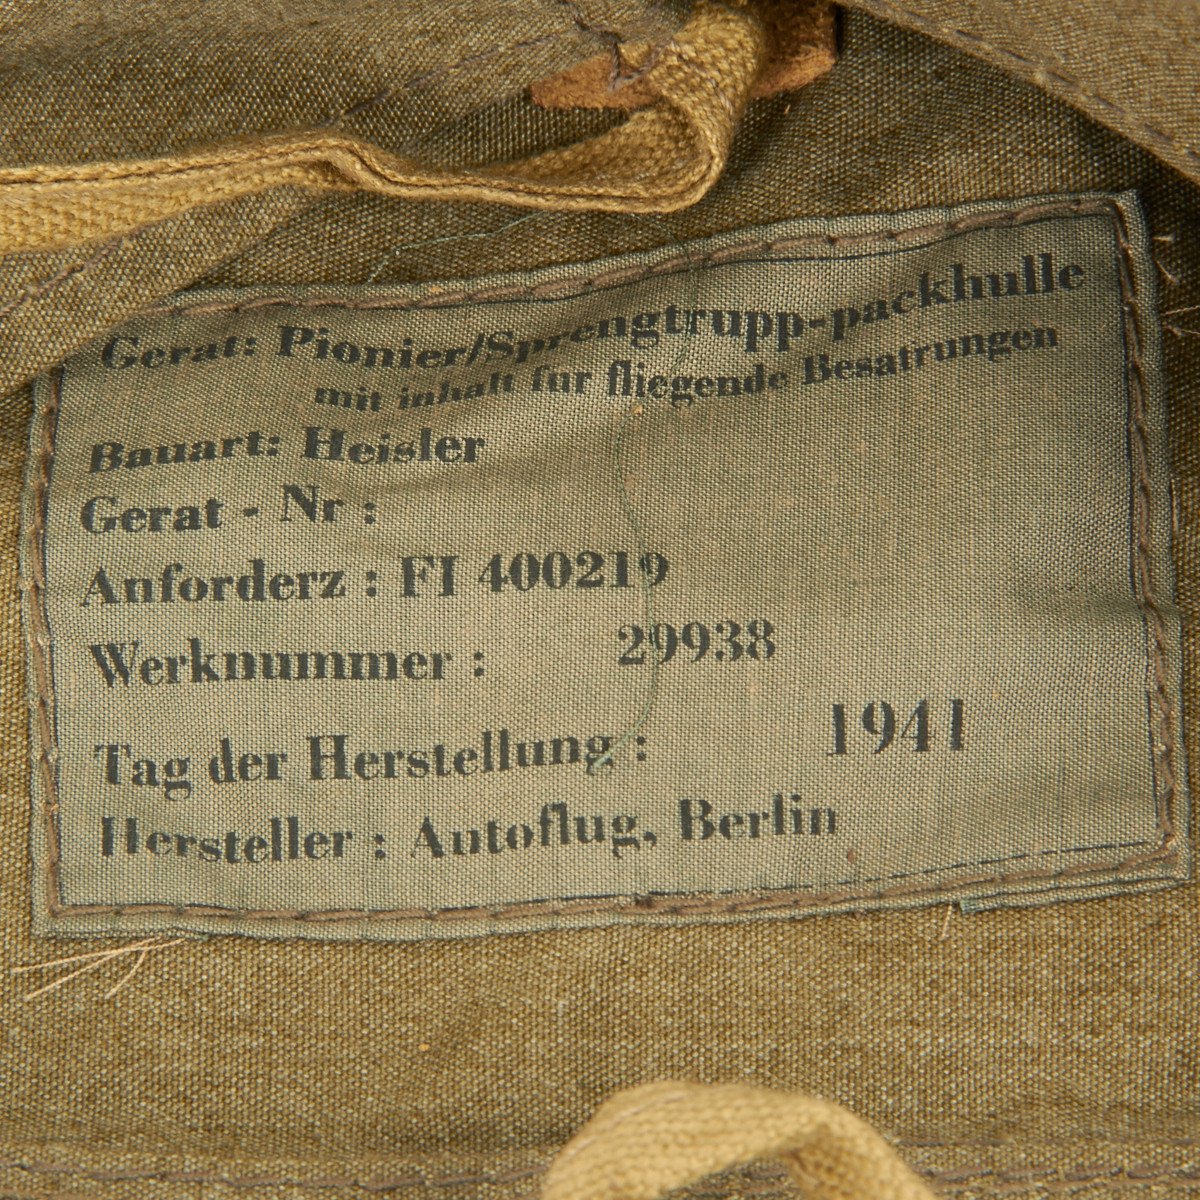 Gerat: Pionier/Sprengtrupp-packhulle
mit inhalt fur fliegende Besatrungen
Bauart: Heisler
Gerat - Nr :
Anforderz : FI 400219
Werknummer : 29938
Tag der Herstellung : 1941
Hersteller : Autoflug, Berlin